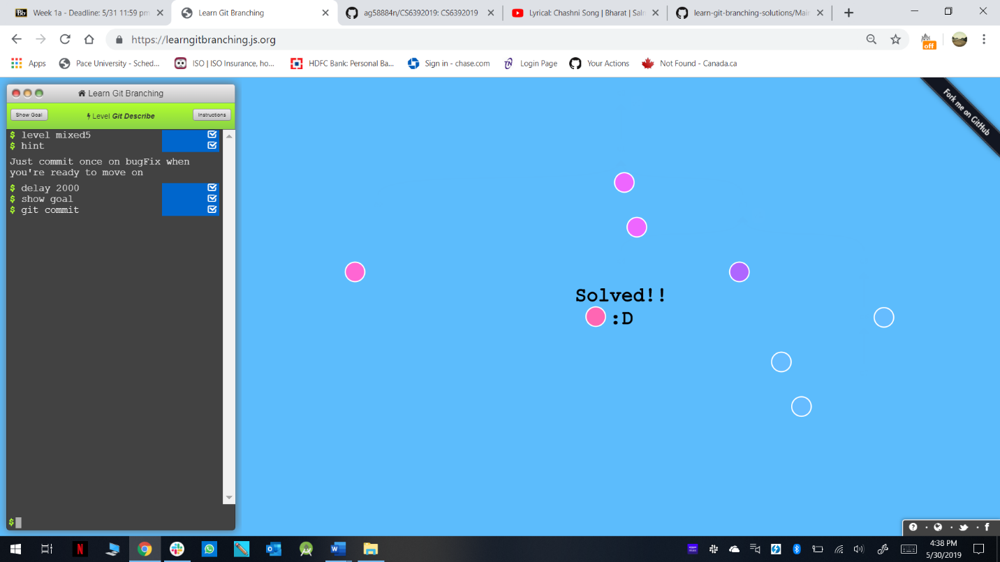 Bb Week 1a - Deadline: 5/31 11:59 pm
Learn Git Branching
ag58884n/CS6392019: CS6392019
Lyrical: Chashni Song | Bharat | Saln
learn-git-branching-solutions/Mair
https://learngitbranching.js.org
off
Apps
Pace University - Sched...
ISO | ISO Insurance, ho...
HDFC Bank: Personal Ba...
Sign in - chase.com
Login Page
Your Actions
Not Found - Canada.ca
Learn Git Branching
Show Goal
Level Git Describe
Instructions
$ level mixed5
$ hint
Just commit once on bugFix when
you're ready to move on
$ delay 2000
$ show goal
$ git commit
$
Solved!!
:D
Fork me on GitHub
4:38 PM
5/30/2019